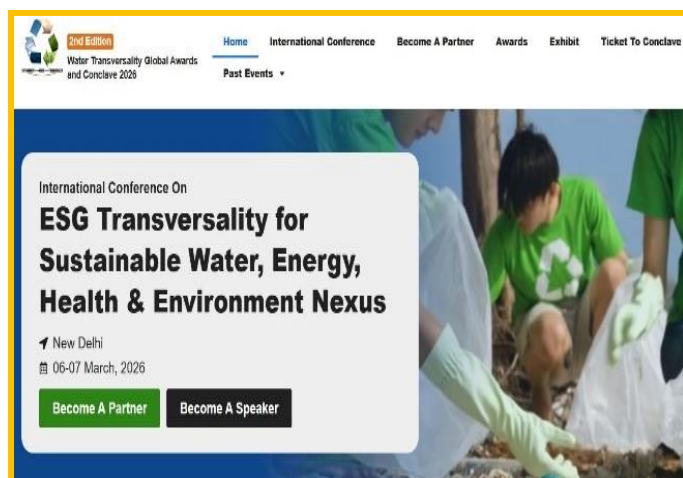 2nd Edition
Water Transversality Global Awards
and Conclave 2026
Home International Conference Become A Partner Awards Exhibit Ticket To Conclave
Past Events
International Conference On
ESG Transversality for
Sustainable Water, Energy,
Health & Environment Nexus
New Delhi
06-07 March, 2026
Become A Partner Become A Speaker